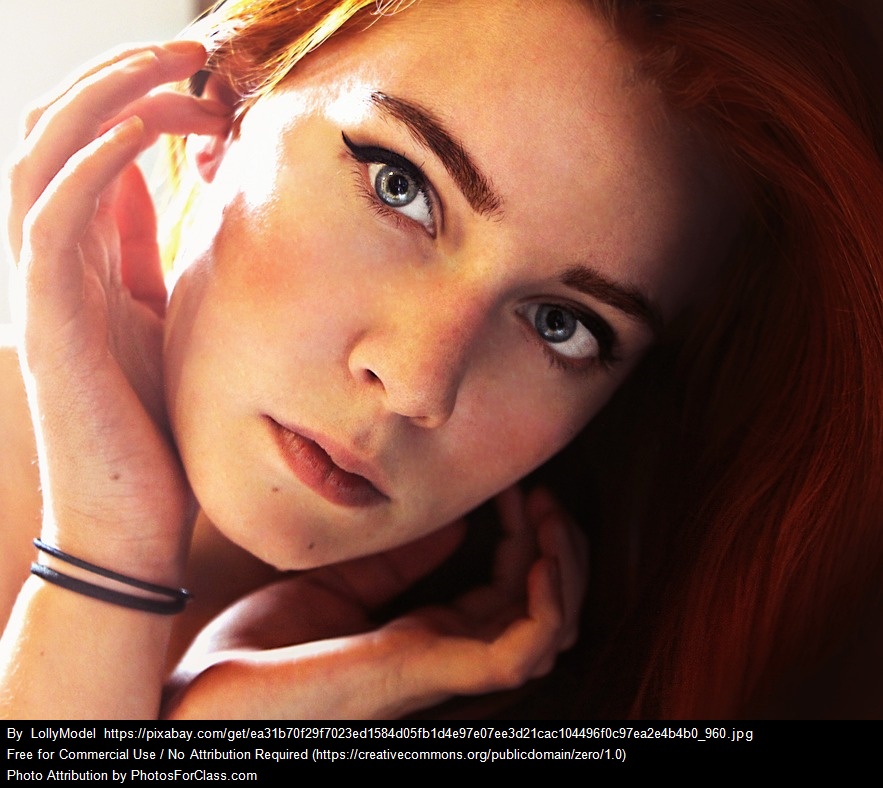 By LollyModel https://pixabay.com/get/ea31b70f29f7023ed1584d05fb1d4e97e07ee3d21cac104496f0c97ea2e4b4b0_960.jpg
Free for Commercial Use / No Attribution Required (https://creativecommons.org/publicdomain/zero/1.0)
Photo Attribution by PhotosForClass.com